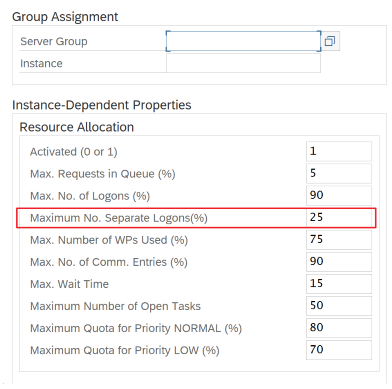 Group Assignment
Server Group
Instance
Instance-Dependent Properties
Resource Allocation
Activated (0 or 1) 1
Max. Requests in Queue (%) 5
Max. No. of Logons (%) 90
Maximum No. Separate Logons(%) 25
Max. Number of WPs Used (%) 75
Max. No. of Comm. Entries (%) 90
Max. Wait Time 15
Maximum Number of Open Tasks 50
Maximum Quota for Priority NORMAL (%) 80
Maximum Quota for Priority LOW (%) 70